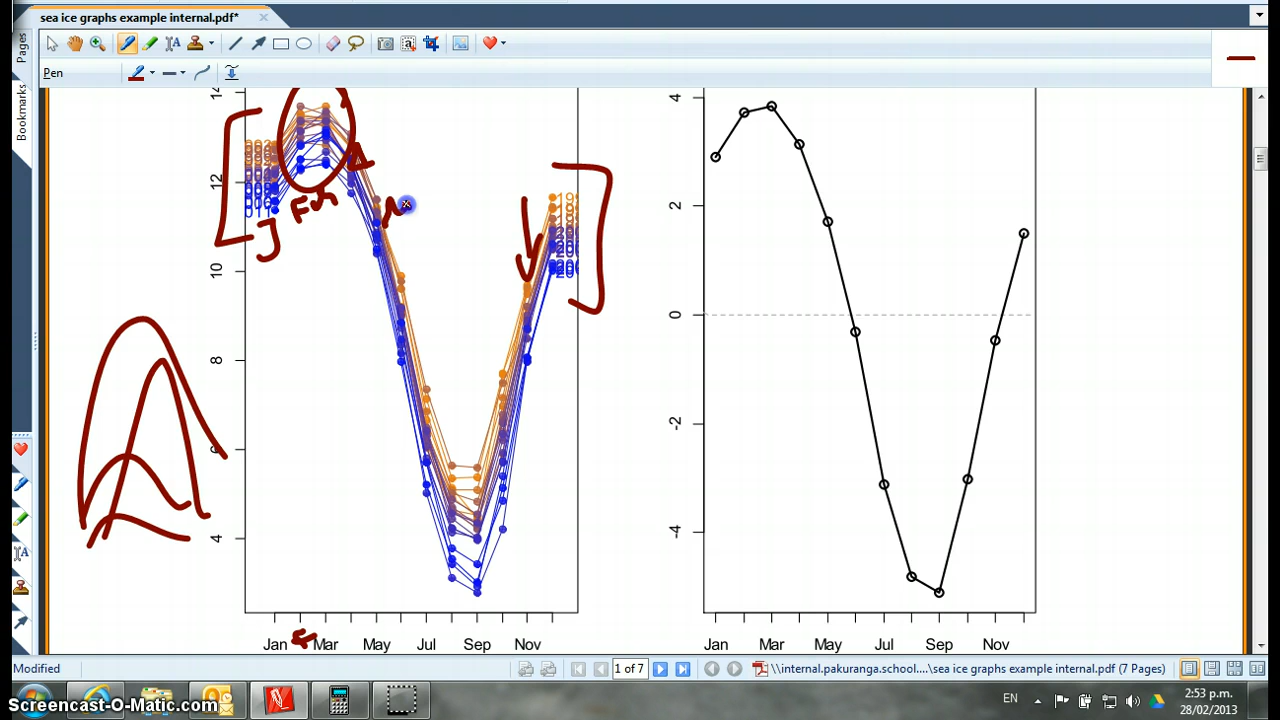 sea ice graphs example internal.pdf*
Pages
Bookmarks
Pen
14
12
10
8
6
4
Jan
Mar
May
Jul
Sep
Nov
J
4
2
0
-2
-4
Jan
Mar
May
Jul
Sep
Nov
Modified
1 of 7
\\internal.pakuranga.school....\sea ice graphs example internal.pdf (7 Pages)
Screencast-O-Matic.com
EN
2:53 p.m.
28/02/2013